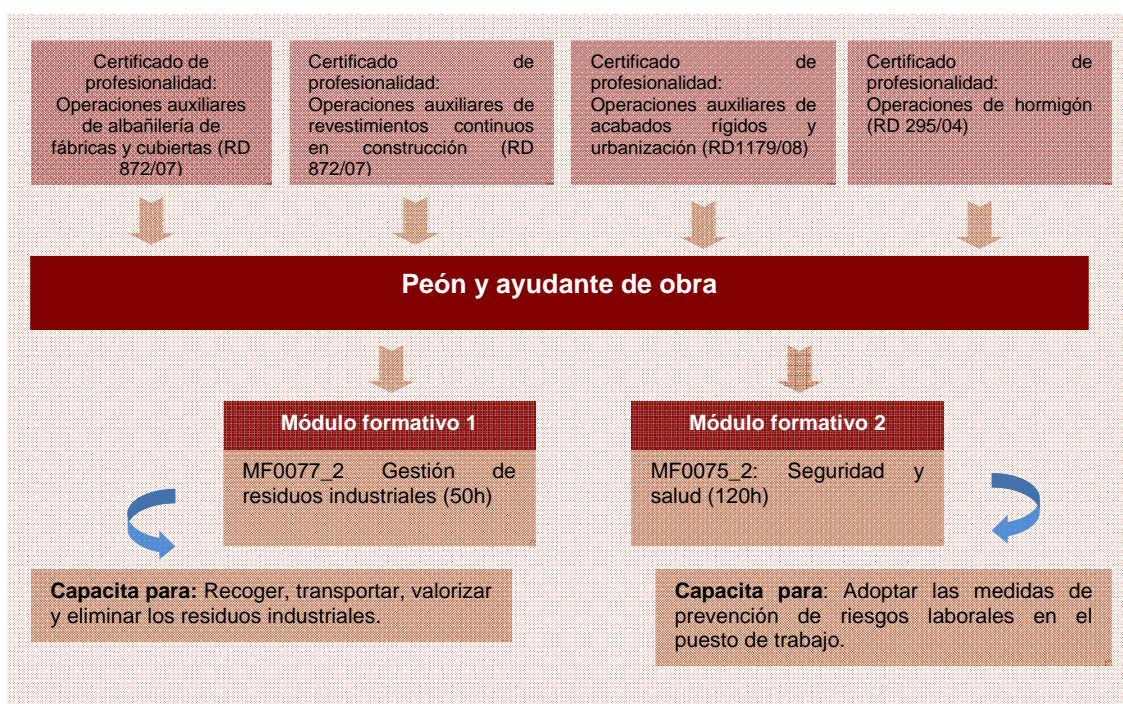 Certificado de
profesionalidad:
Operaciones auxiliares
de albañilería de
fábricas y cubiertas (RD
872/07)
Certificado de
profesionalidad:
Operaciones auxiliares de
revestimientos continuos
en construcción (RD
872/07)
Certificado de
profesionalidad:
Operaciones auxiliares de
acabados rígidos y
urbanización (RD1179/08)
Certificado de
profesionalidad:
Operaciones de hormigón
(RD 295/04)
Peón y ayudante de obra
Módulo formativo 1
MF0077_2 Gestión de
residuos industriales (50h)
Módulo formativo 2
MF0075_2: Seguridad y
salud (120h)
Capacita para: Recoger, transportar, valorizar
y eliminar los residuos industriales.
Capacita para: Adoptar las medidas de
prevención de riesgos laborales en el
puesto de trabajo.